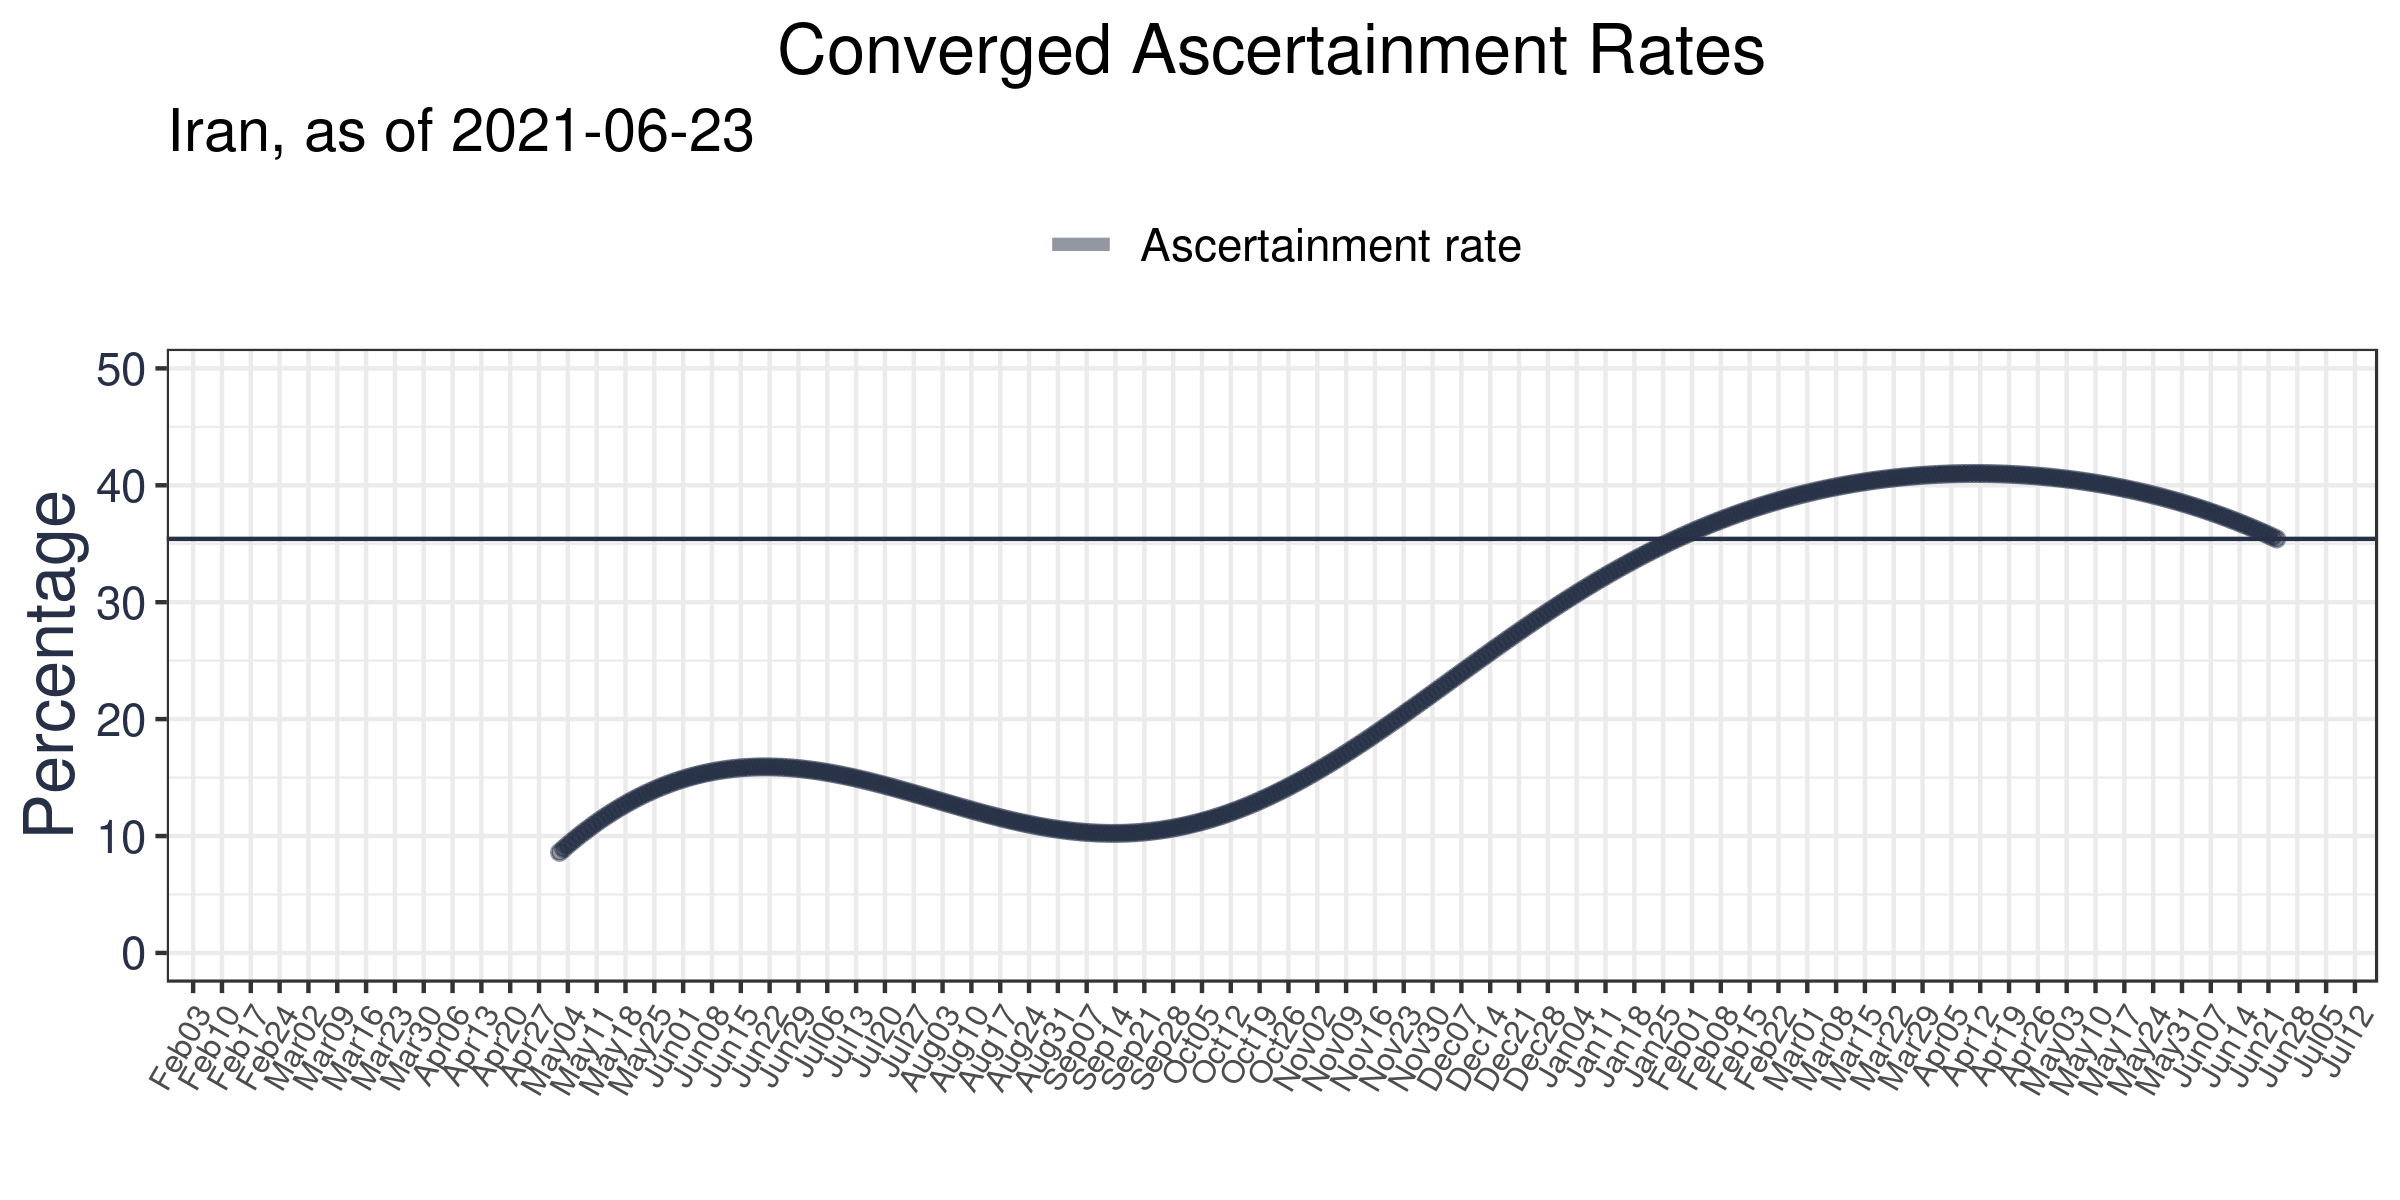 Converged Ascertainment Rates
Iran, as of 2021-06-23
Ascertainment rate
Percentage
50
40
30
20
10
0
Feb03 Feb10 Feb17 Feb24 Mar02 Mar09 Mar16 Mar23 Mar30 Apr06 Apr13 Apr20 Apr27 May04 May11 May18 May25 Jun01 Jun08 Jun15 Jun22 Jun29 Jul06 Jul13 Jul20 Jul27 Aug03 Aug10 Aug17 Aug24 Aug31 Sep07 Sep14 Sep21 Sep28 Oct05 Oct12 Oct19 Oct26 Nov02 Nov09 Nov16 Nov23 Nov30 Dec07 Dec14 Dec21 Dec28 Jan04 Jan11 Jan18 Jan25 Feb01 Feb08 Feb15 Feb22 Mar01 Mar08 Mar15 Mar22 Mar29 Apr05 Apr12 Apr19 Apr26 May03 May10 May17 May24 May31 Jun07 Jun14 Jun21 Jun28 Jul05 Jul12